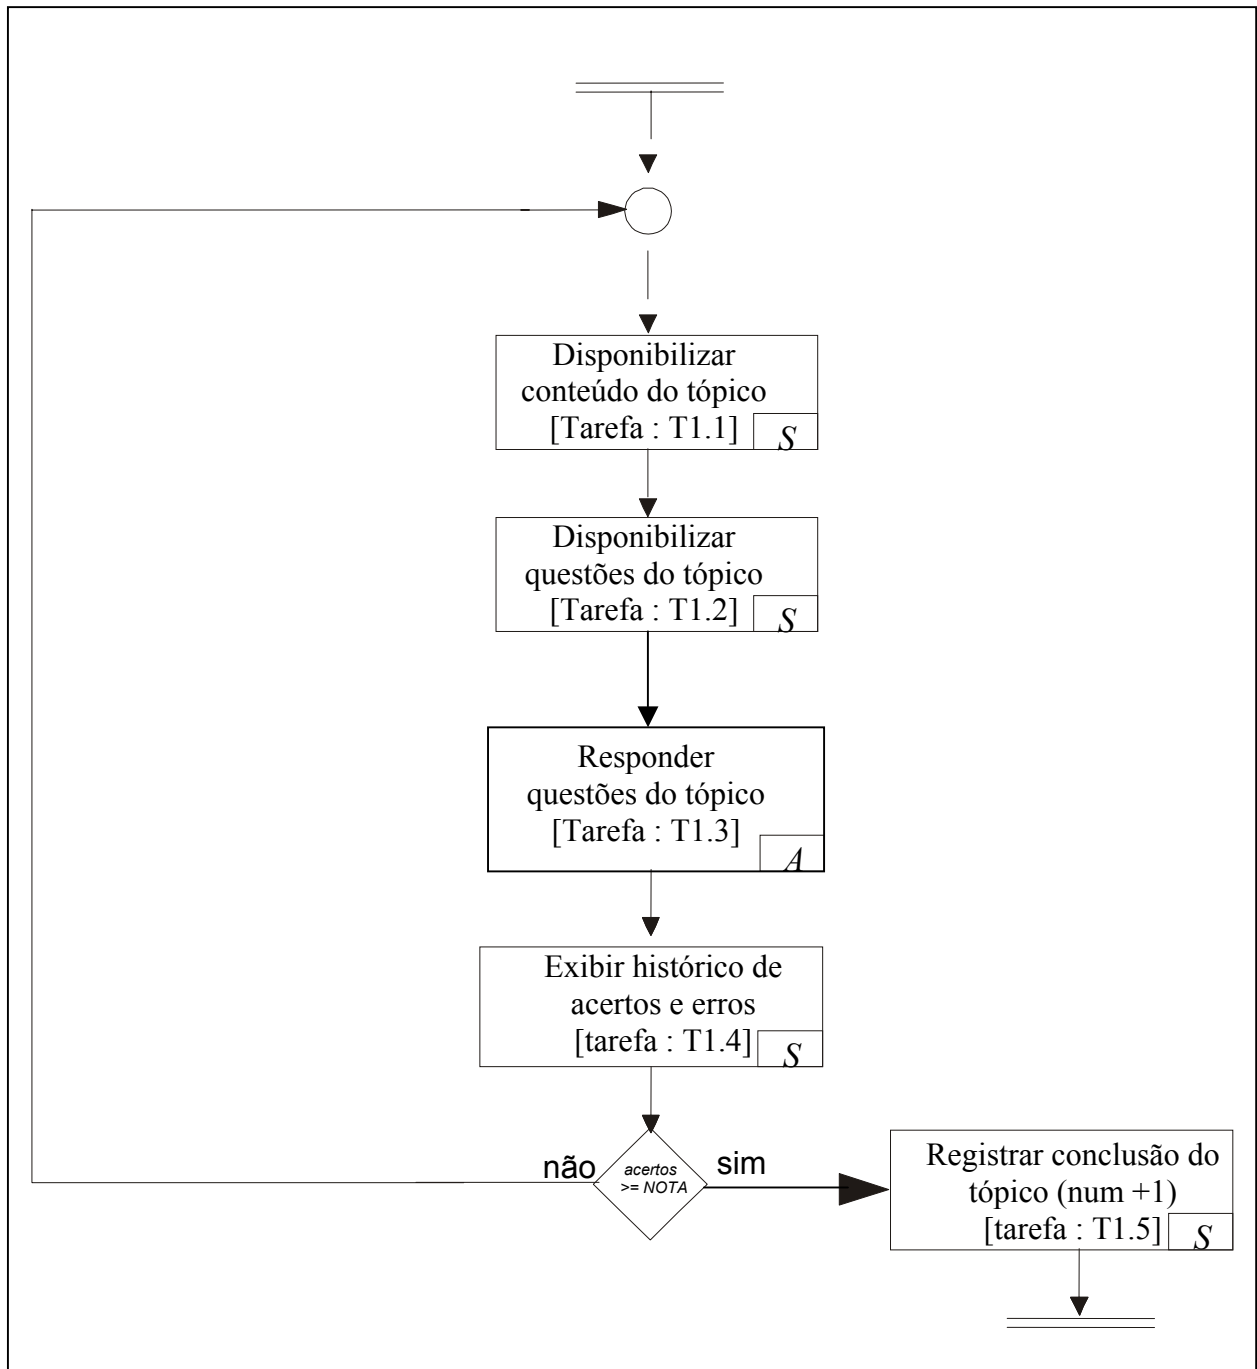 Disponibilizar
conteúdo do tópico
[Tarefa : T1.1]
S
Disponibilizar
questões do tópico
[Tarefa : T1.2]
S
Responder
questões do tópico
[Tarefa : T1.3]
A
Exibir histórico de
acertos e erros
[tarefa : T1.4]
S
não
acertos
>= NOTA
sim
Registrar conclusão do
tópico (num +1)
[tarefa : T1.5]
S